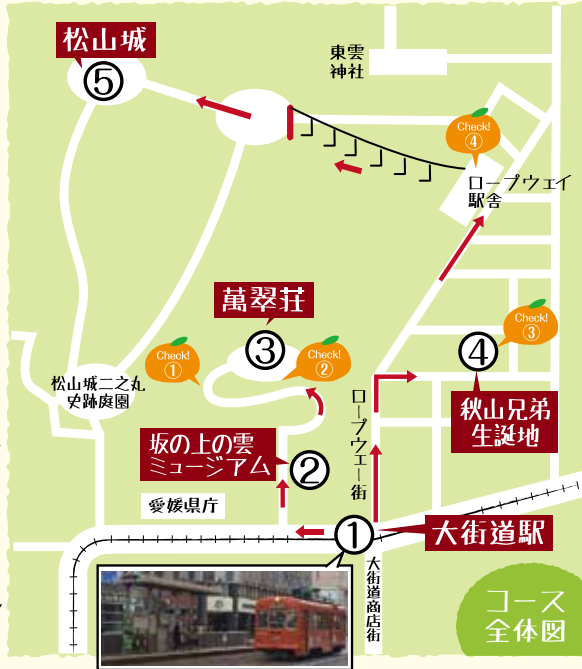 松山城
⑤
東雲
神社
Check!
④
ロープウェイ
駅舎
萬翠荘
③
Check!
①
Check!
②
Check!
③
④
秋山兄弟
生誕地
松山城二之丸
史跡庭園
ロープウェー街
坂の上の雲
ミュージアム
②
愛媛県庁
①
大街道駅
大街道商店街
コース
全体図